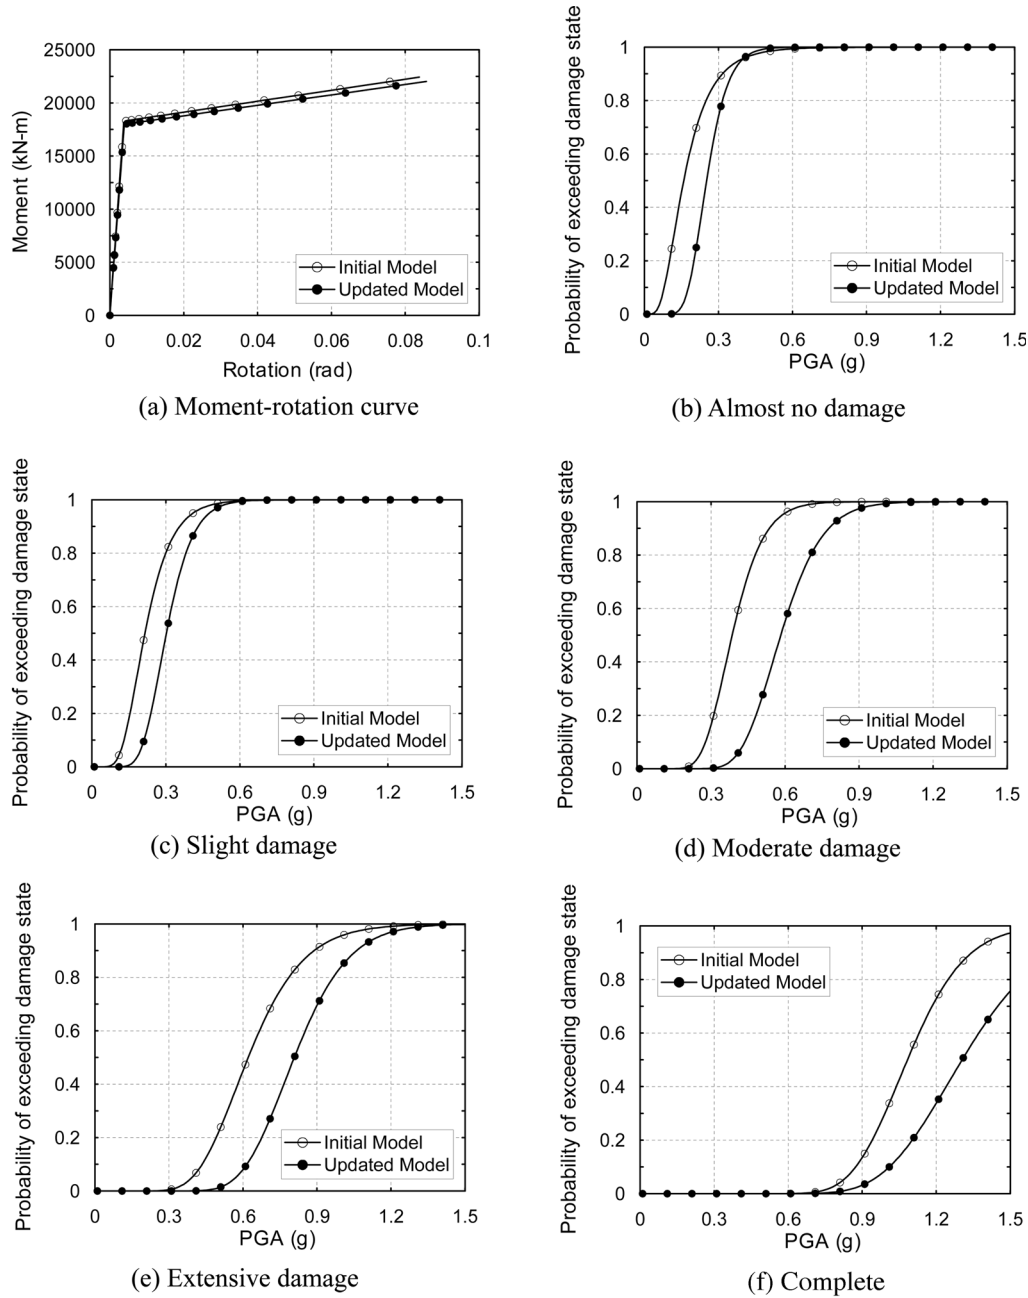 Moment (kN-m)
25000
20000
15000
10000
5000
0
Initial Model
Updated Model
0 0.02 0.04 0.06 0.08 0.1
Rotation (rad)
(a) Moment-rotation curve
Probability of exceeding damage state
1
0.8
0.6
0.4
0.2
0
Initial Model
Updated Model
0 0.3 0.6 0.9 1.2 1.5
PGA (g)
(b) Almost no damage
Probability of exceeding damage state
1
0.8
0.6
0.4
0.2
0
Initial Model
Updated Model
0 0.3 0.6 0.9 1.2 1.5
PGA (g)
(c) Slight damage
Probability of exceeding damage state
1
0.8
0.6
0.4
0.2
0
Initial Model
Updated Model
0 0.3 0.6 0.9 1.2 1.5
PGA (g)
(d) Moderate damage
Probability of exceeding damage state
1
0.8
0.6
0.4
0.2
0
Initial Model
Updated Model
0 0.3 0.6 0.9 1.2 1.5
PGA (g)
(e) Extensive damage
Probability of exceeding damage state
1
0.8
0.6
0.4
0.2
0
Initial Model
Updated Model
0 0.3 0.6 0.9 1.2 1.5
PGA (g)
(f) Complete